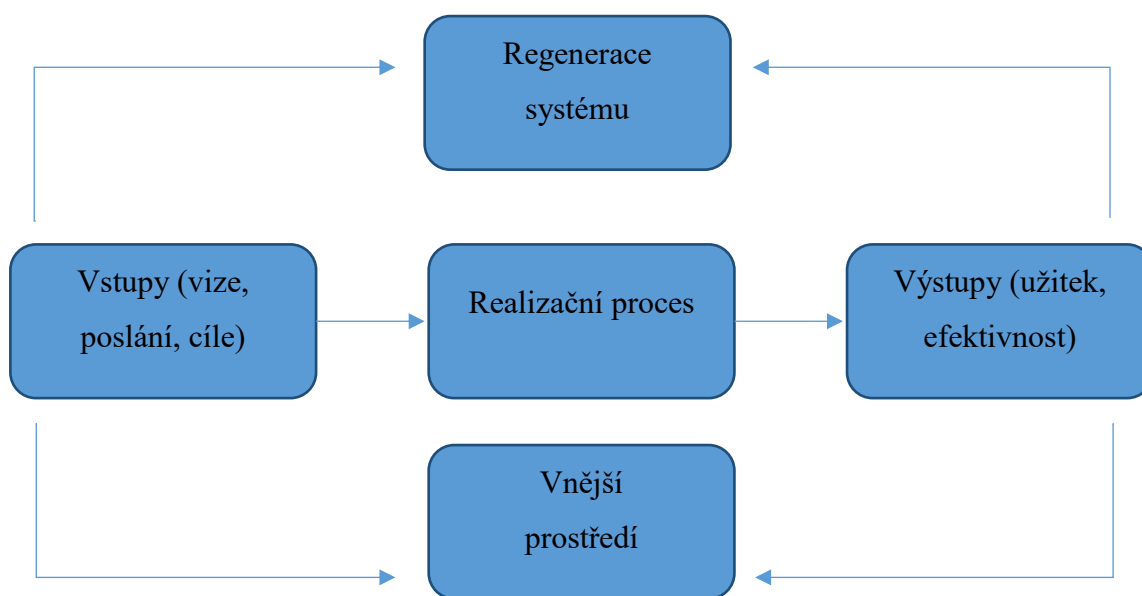 Regenerace
systému
Vstupy (vize,
poslání, cíle)
Realizační proces
Výstupy (užitek,
efektivnost)
Vnější
prostředí